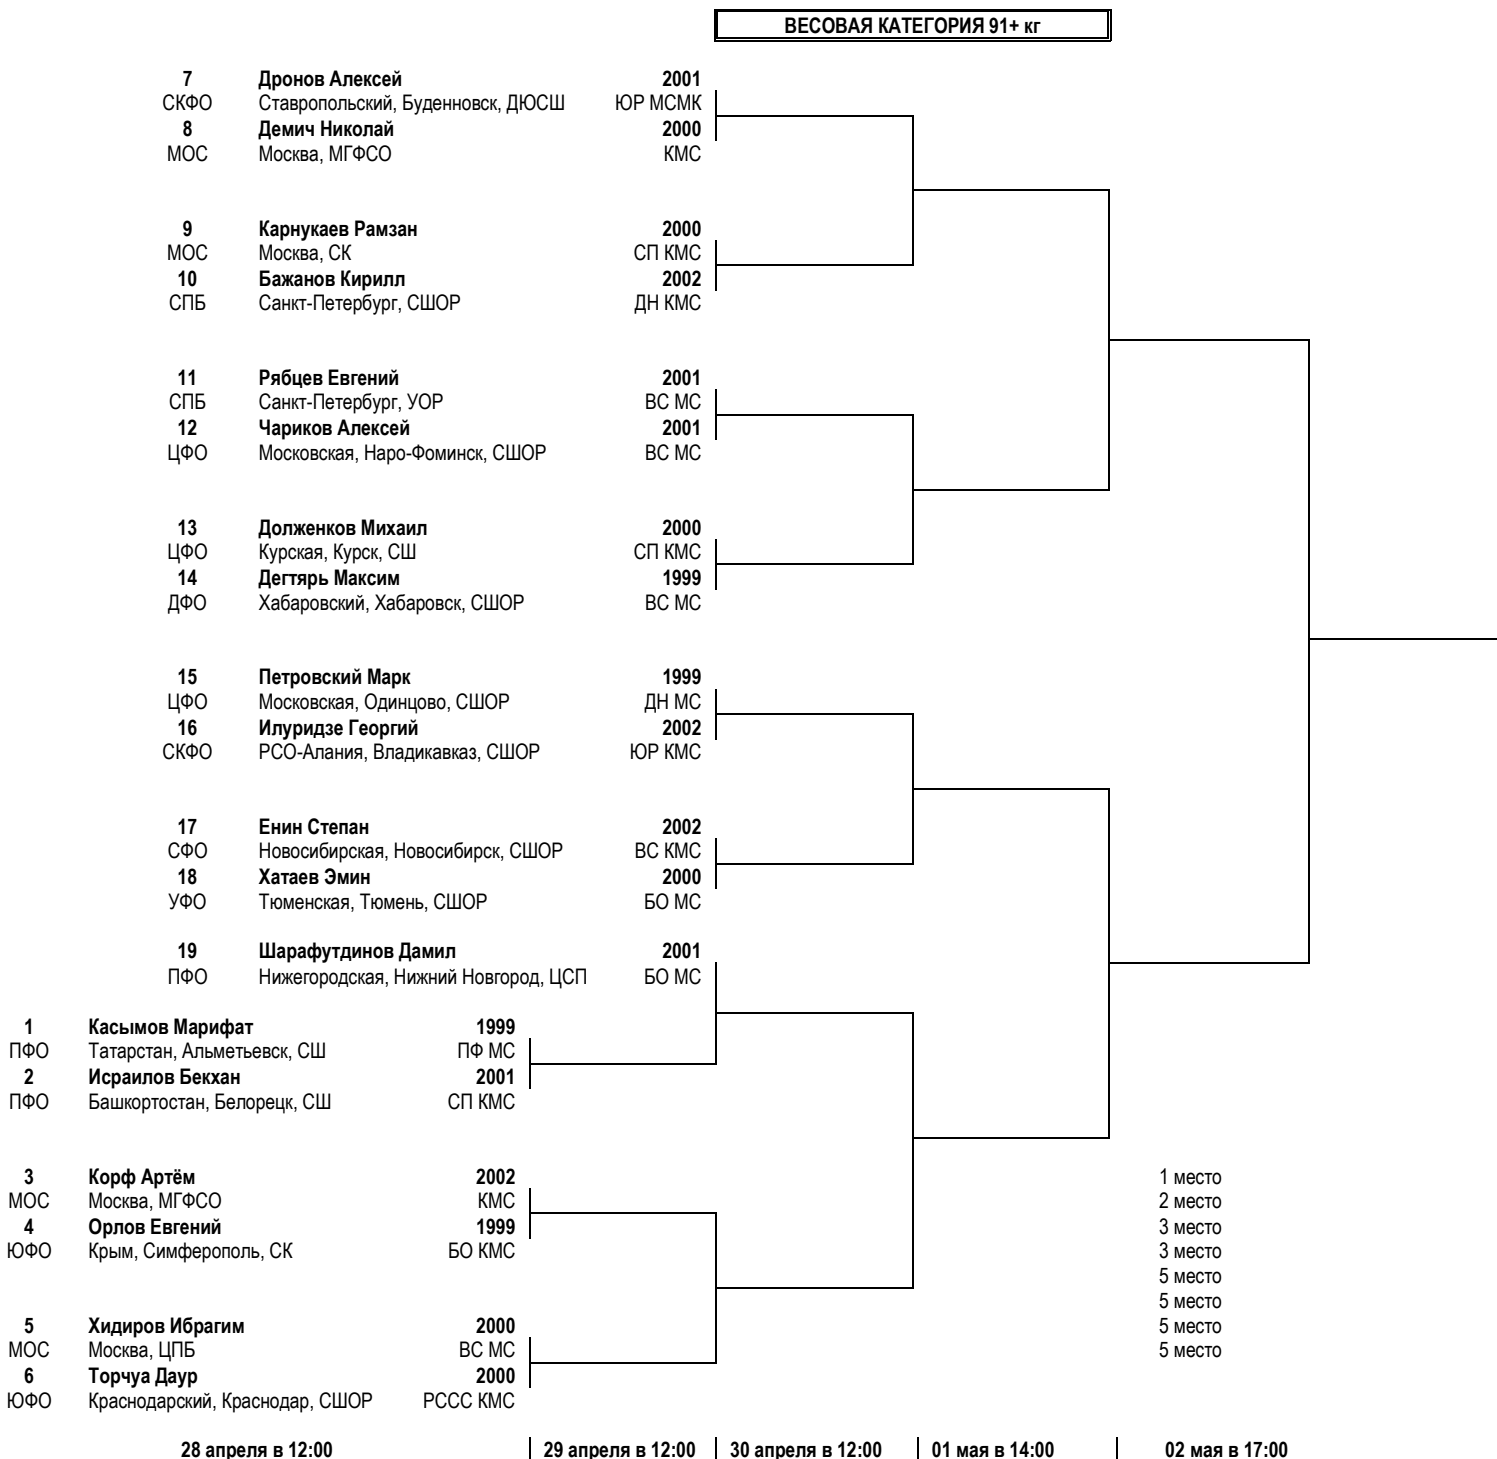 ВЕСОВАЯ КАТЕГОРИЯ 91+ кг
7 Дронов Алексей 2001
СКФО Ставропольский, Буденновск, ДЮСШ ЮР МСМК
8 Демич Николай 2000
МОС Москва, МГФСО КМС
9 Карнукаев Рамзан 2000
МОС Москва, СК СП КМС
10 Бажанов Кирилл 2002
СПБ Санкт-Петербург, СШОР ДН КМС
11 Рябцев Евгений 2001
СПБ Санкт-Петербург, УОР ВС МС
12 Чариков Алексей 2001
ЦФО Московская, Наро-Фоминск, СШОР ВС МС
13 Долженков Михаил 2000
ЦФО Курская, Курск, СШ СП КМС
14 Дегтярь Максим 1999
ДФО Хабаровский, Хабаровск, СШОР ВС МС
15 Петровский Марк 1999
ЦФО Московская, Одинцово, СШОР ДН МС
16 Илуридзе Георгий 2002
СКФО РСО-Алания, Владикавказ, СШОР ЮР КМС
17 Енин Степан 2002
СФО Новосибирская, Новосибирск, СШОР ВС КМС
18 Хатаев Эмин 2000
УФО Тюменская, Тюмень, СШОР БО МС
19 Шарафутдинов Дамил 2001
ПФО Нижегородская, Нижний Новгород, ЦСП БО МС
1 Касымов Марифат 1999
ПФО Татарстан, Альметьевск, СШ ПФ МС
2 Исраилов Бекхан 2001
ПФО Башкортостан, Белорецк, СШ СП КМС
3 Корф Артём 2002 1 место
МОС Москва, МГФСО КМС 2 место
4 Орлов Евгений 1999 3 место
ЮФО Крым, Симферополь, СК БО КМС 3 место
5 место
5 место
5 Хидиров Ибрагим 2000 5 место
МОС Москва, ЦПБ ВС МС 5 место
6 Торчуа Даур 2000
ЮФО Краснодарский, Краснодар, СШОР РССС КМС
28 апреля в 12:00 29 апреля в 12:00 30 апреля в 12:00 01 мая в 14:00 02 мая в 17:00